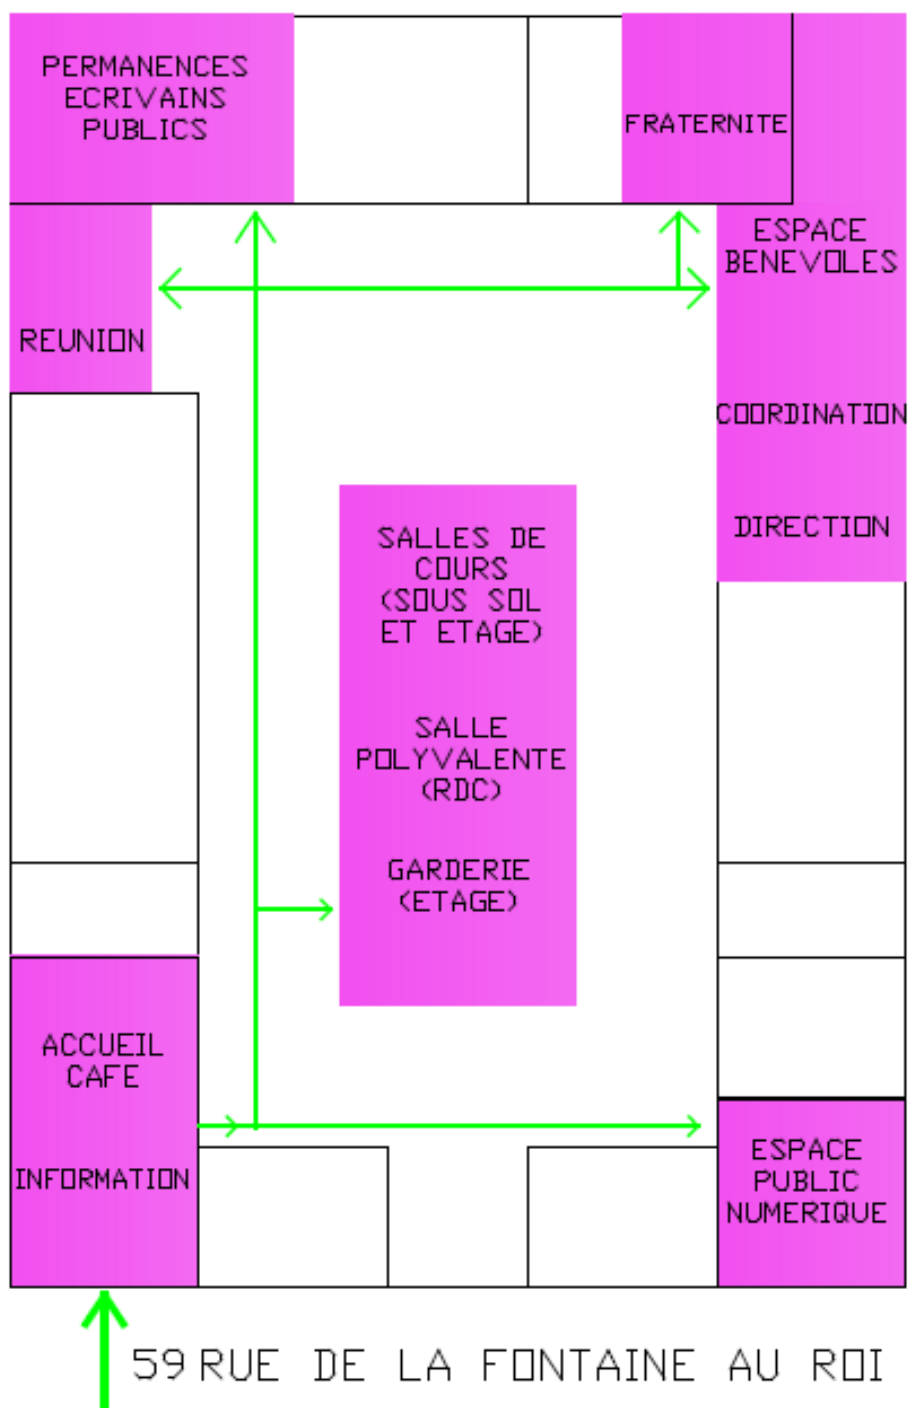 PERMANENCES
ECRIVAINS
PUBLICS
FRATERNITE
ESPACE
BENEVOLES
REUNION
COORDINATION
DIRECTION
SALLES DE
COURS
(SOUS SOL
ET ETAGE)
SALLE
POLYVALENTE
(RDC)
GARDERIE
(ETAGE)
ACCUEIL
CAFE
INFORMATION
ESPACE
PUBLIC
NUMERIQUE
59 RUE DE LA FONTAINE AU ROI